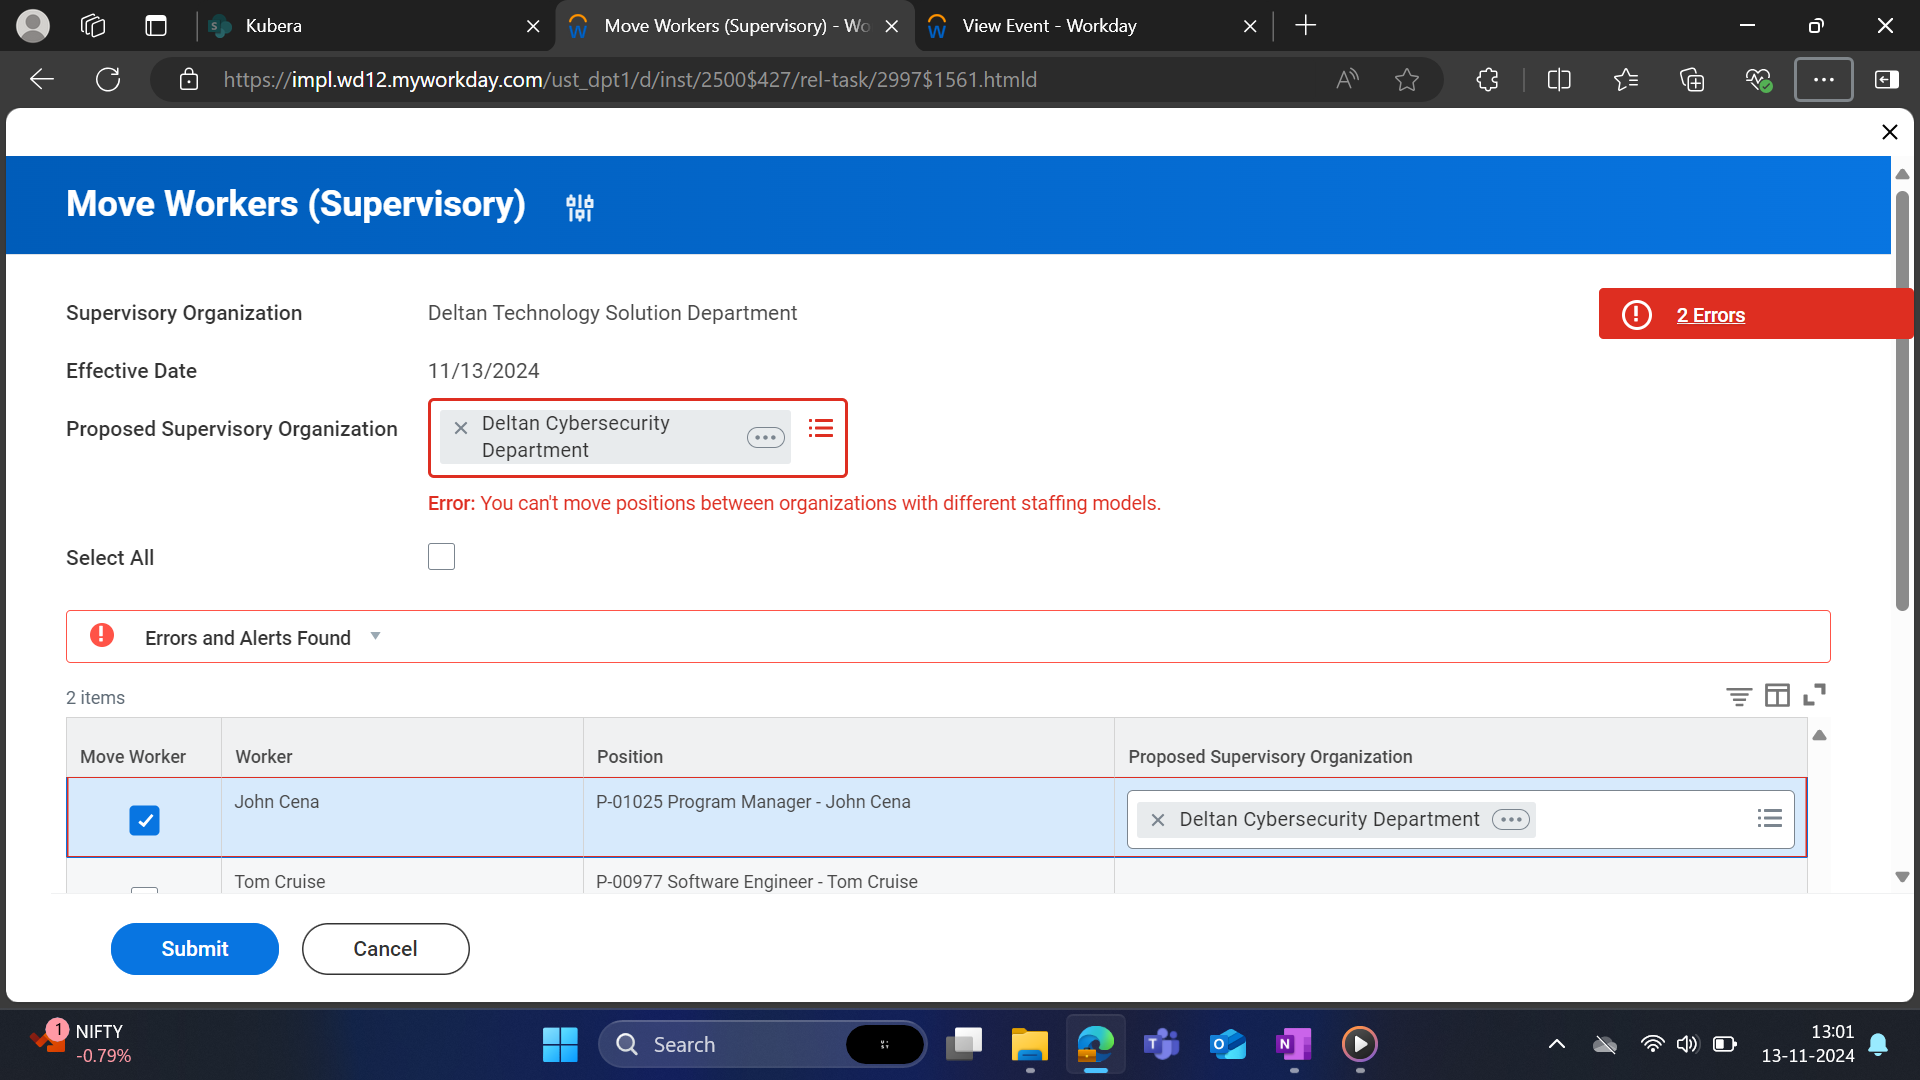 Kubera
Move Workers (Supervisory) - Wo
View Event - Workday
https://impl.wd12.myworkday.com/ust_dpt1/d/inst/2500$427/rel-task/2997$1561.htmld
Move Workers (Supervisory)
Supervisory Organization
Deltan Technology Solution Department
2 Errors
Effective Date
11/13/2024
Proposed Supervisory Organization
Deltan Cybersecurity
Department
Error: You can't move positions between organizations with different staffing models.
Select All
Errors and Alerts Found
2 items
Move Worker
Worker
Position
Proposed Supervisory Organization
John Cena
P-01025 Program Manager - John Cena
Deltan Cybersecurity Department
Tom Cruise
P-00977 Software Engineer - Tom Cruise
Submit
Cancel
1
NIFTY
-0.79%
Search
13:01
13-11-2024